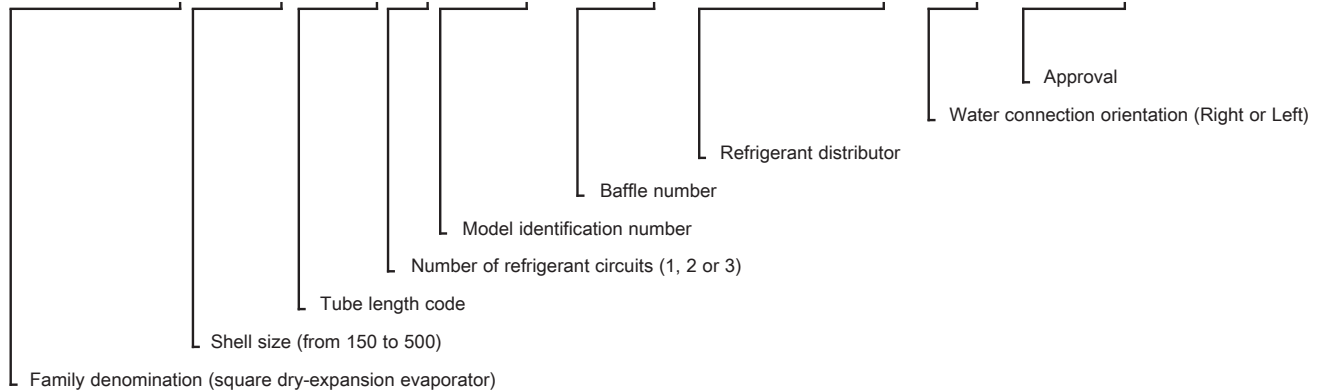 Approval
Water connection orientation (Right or Left)
Refrigerant distributor
Baffle number
Model identification number
Number of refrigerant circuits (1, 2 or 3)
Tube length code
Shell size (from 150 to 500)
Family denomination (square dry-expansion evaporator)